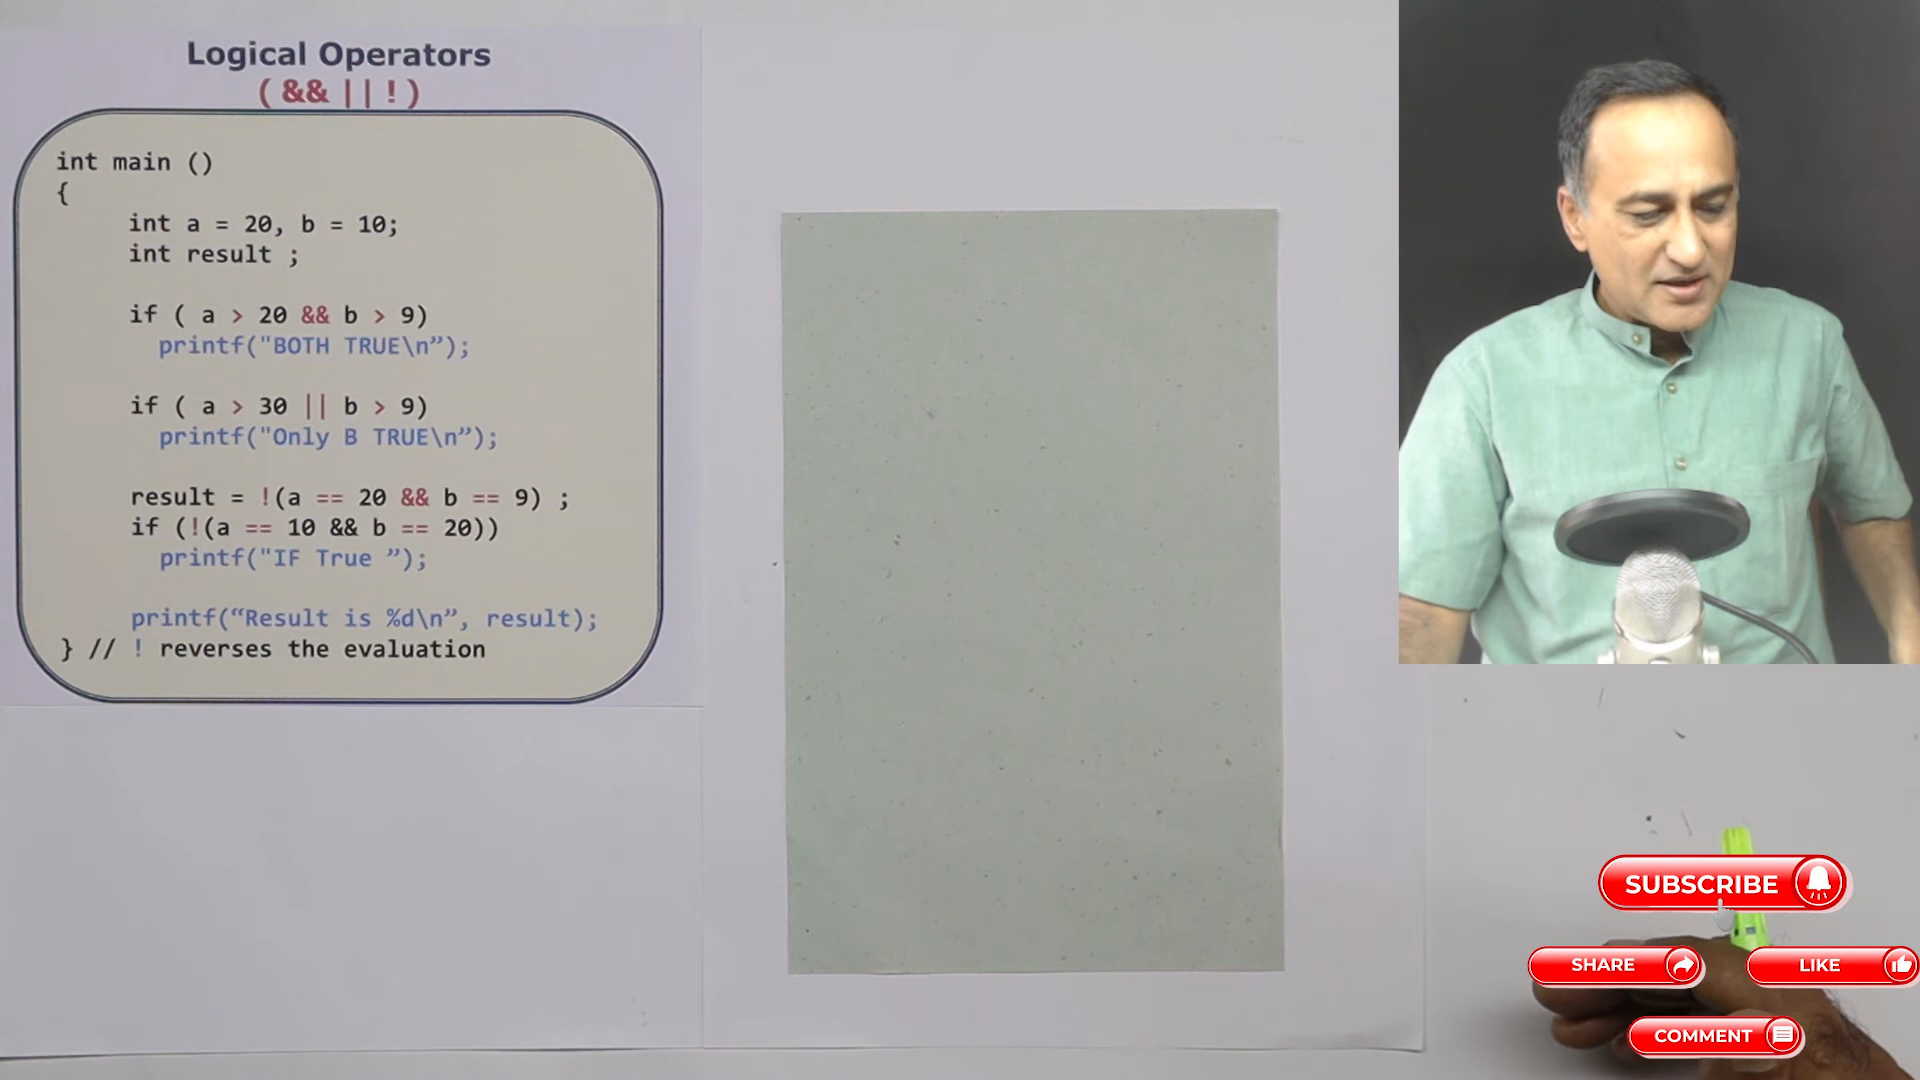 Logical Operators
( && || ! )
int main ()
{
int a = 20, b = 10;
int result ;
if ( a > 20 && b > 9)
printf("BOTH TRUE\n”);
if ( a > 30 || b > 9)
printf("Only B TRUE\n”);
result = !(a == 20 && b == 9) ;
if (!(a == 10 && b == 20))
printf("IF True ”);
printf(“Result is %d\n”, result);
} // ! reverses the evaluation
SUBSCRIBE
SHARE
LIKE
COMMENT